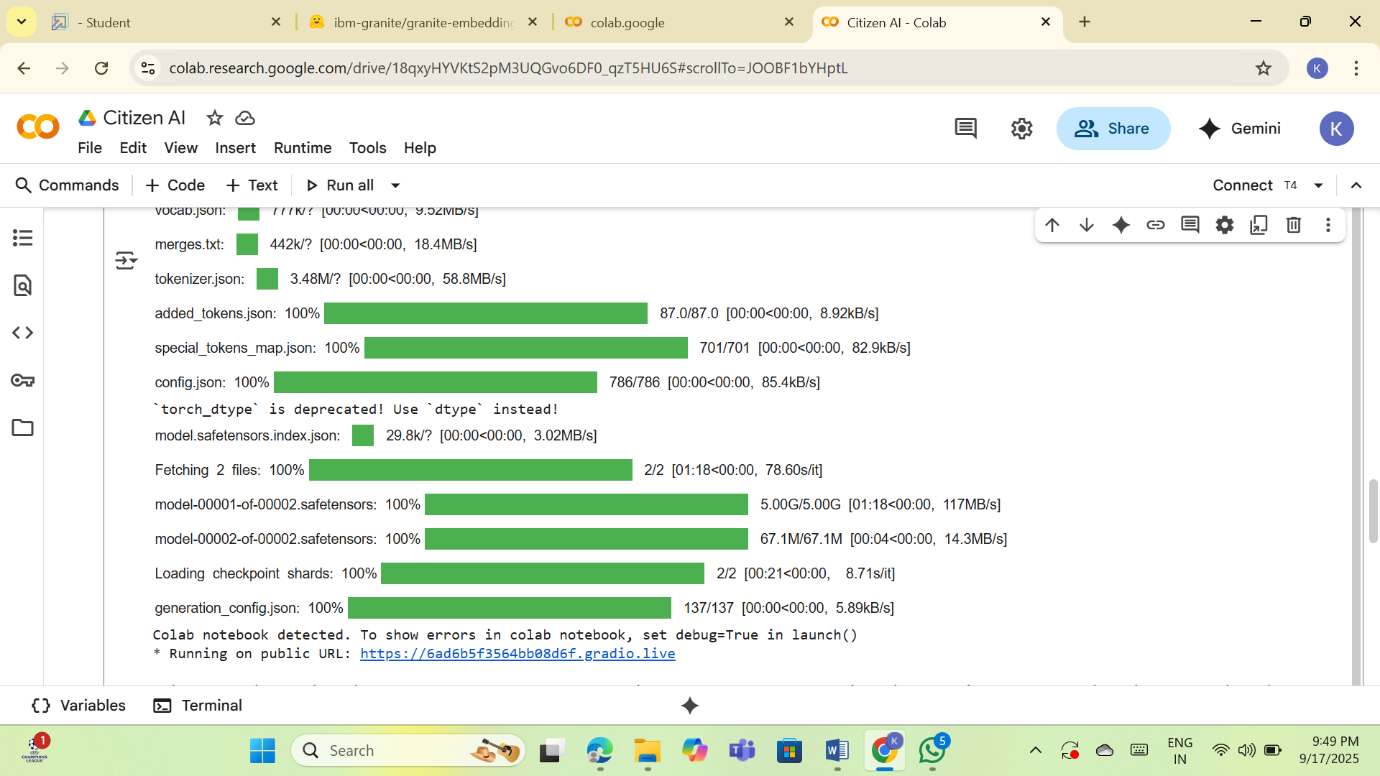 - Student
ibm-granite/granite-embedding
colab.google
Citizen AI - Colab
colab.research.google.com/drive/18qxyHYVKtS2pM3UQGvo6DF0_qzT5HU6S#scrollTo=JOOBF1bYHptL
K
Citizen AI
File Edit View Insert Runtime Tools Help
Share
Gemini
K
Commands + Code + Text Run all
Connect T4
vocab.json: 777k/? [00:00<00:00, 9.52MB/s]
merges.txt: 442k/? [00:00<00:00, 18.4MB/s]
tokenizer.json: 3.48M/? [00:00<00:00, 58.8MB/s]
added_tokens.json: 100% 87.0/87.0 [00:00<00:00, 8.92kB/s]
special_tokens_map.json: 100% 701/701 [00:00<00:00, 82.9kB/s]
config.json: 100% 786/786 [00:00<00:00, 85.4kB/s]
`torch_dtype` is deprecated! Use `dtype` instead!
model.safetensors.index.json: 29.8k/? [00:00<00:00, 3.02MB/s]
Fetching 2 files: 100% 2/2 [01:18<00:00, 78.60s/it]
model-00001-of-00002.safetensors: 100% 5.00G/5.00G [01:18<00:00, 117MB/s]
model-00002-of-00002.safetensors: 100% 67.1M/67.1M [00:04<00:00, 14.3MB/s]
Loading checkpoint shards: 100% 2/2 [00:21<00:00, 8.71s/it]
generation_config.json: 100% 137/137 [00:00<00:00, 5.89kB/s]
Colab notebook detected. To show errors in colab notebook, set debug=True in launch()
* Running on public URL: https://6ad6b5f3564bb08d6f.gradio.live
Variables Terminal
1
Search
K
5
ENG
IN
9:49 PM
9/17/2025